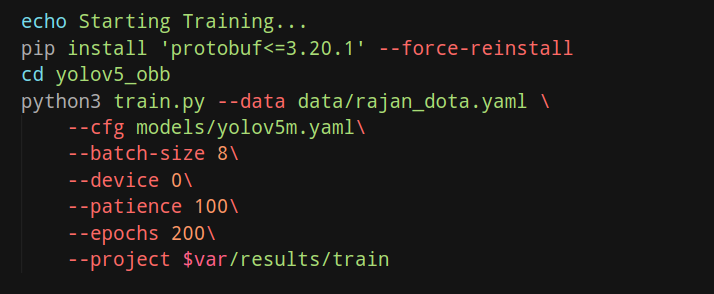 echo Starting Training...
pip install 'protobuf<=3.20.1' --force-reinstall
cd yolov5_obb
python3 train.py --data data/rajan_dota.yaml \
    --cfg models/yolov5m.yaml\
    --batch-size 8\
    --device 0\
    --patience 100\
    --epochs 200\
    --project $var/results/train